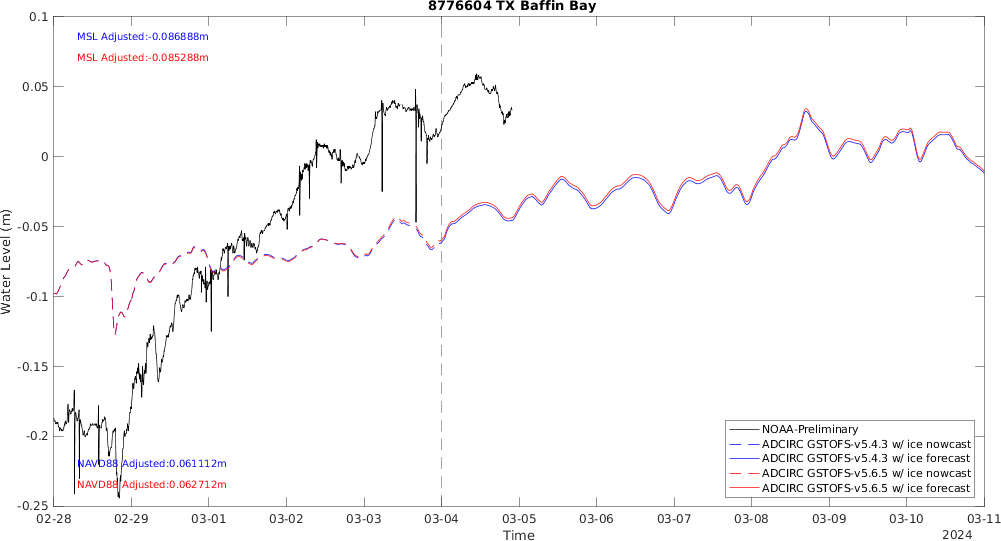 8776604 TX Baffin Bay
0.1
MSL Adjusted:-0.086888m
MSL Adjusted:-0.085288m
0.05
0
-0.05
Water Level (m)
-0.1
-0.15
-0.2
NAVD88 Adjusted:0.061112m
NAVD88 Adjusted:0.062712m
-0.25
NOAA-Preliminary
ADCIRC GSTOFS-v5.4.3 w/ ice nowcast
ADCIRC GSTOFS-v5.4.3 w/ ice forecast
ADCIRC GSTOFS-v5.6.5 w/ ice nowcast
ADCIRC GSTOFS-v5.6.5 w/ ice forecast
02-28 02-29 03-01 03-02 03-03 03-04 03-05 03-06 03-07 03-08 03-09 03-10 03-11
Time
2024